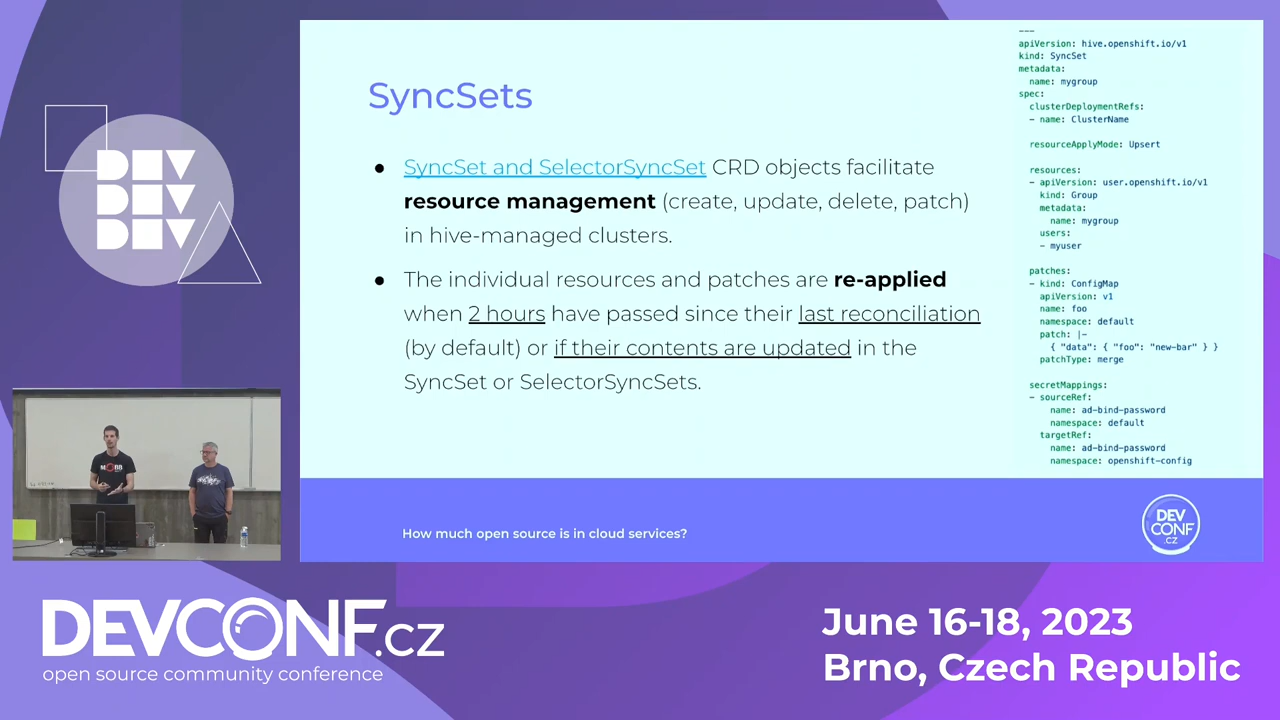 DEV
DEV
DEV
SyncSets
● SyncSet and SelectorSyncSet CRD objects facilitate
resource management (create, update, delete, patch)
in hive-managed clusters.
● The individual resources and patches are re-applied
when 2 hours have passed since their last reconciliation
(by default) or if their contents are updated in the
SyncSet or SelectorSyncSets.
---
apiVersion: hive.openshift.io/v1
kind: SyncSet
metadata:
  name: mygroup
spec:
  clusterDeploymentRefs:
  - name: ClusterName
  resourceApplyMode: Upsert
  resources:
  - apiVersion: user.openshift.io/v1
    kind: Group
    metadata:
      name: mygroup
    users:
    - myuser
  patches:
  - kind: ConfigMap
    apiVersion: v1
    name: foo
    namespace: default
    patch: |-
      { "data": { "foo": "new-bar" } }
    patchType: merge
  secretMappings:
  - sourceRef:
      name: ad-bind-password
      namespace: default
    targetRef:
      name: ad-bind-password
      namespace: openshift-config
How much open source is in cloud services?
DEV
CONF
.CZ
DEVCONF.cz
open source community conference
June 16-18, 2023
Brno, Czech Republic